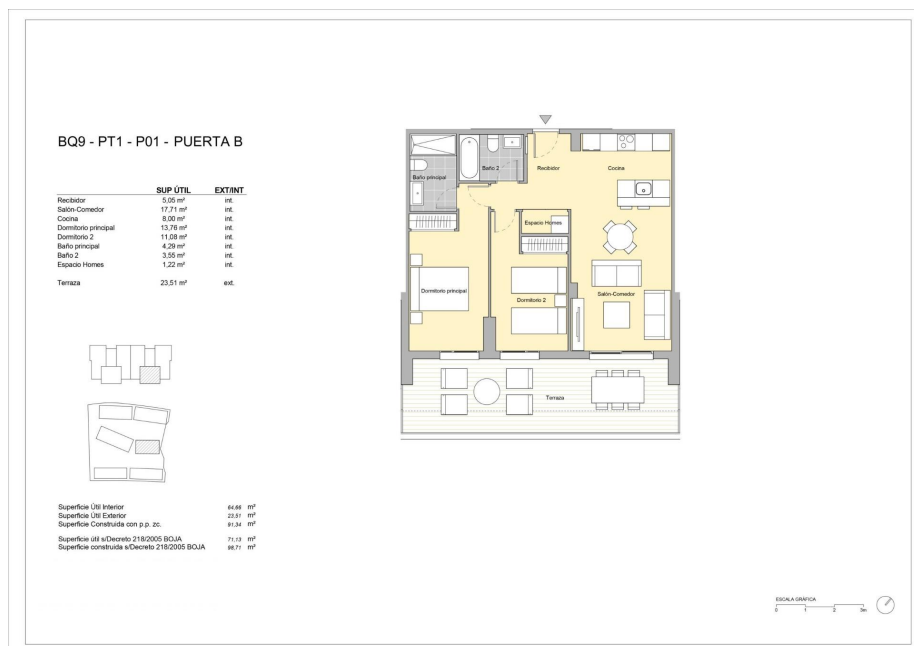 BQ9 - PT1 - P01 - PUERTA B
SUP ÚTIL EXT/INT
Recibidor 5,05 m² int.
Salón-Comedor 17,71 m² int.
Cocina 8,00 m² int.
Dormitorio principal 13,76 m² int.
Dormitorio 2 11,08 m² int.
Baño principal 4,29 m² int.
Baño 2 3,55 m² int.
Espacio Homes 1,22 m² int.
Terraza 23,51 m² ext.
Baño principal
Baño 2
Recibidor
Cocina
Espacio Homes
Dormitorio principal
Dormitorio 2
Salón-Comedor
Terraza
Superficie Útil Interior 64,66 m²
Superficie Útil Exterior 23,51 m²
Superficie Construida con p.p. zc. 91,34 m²
Superficie útil s/Decreto 218/2005 BOJA 71,13 m²
Superficie construida s/Decreto 218/2005 BOJA 98,71 m²
ESCALA GRÁFICA
0 1 2 3m